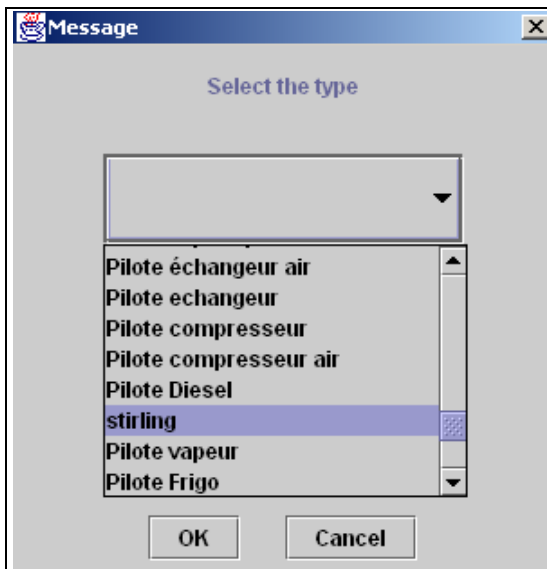 Message
Select the type
Pilote échangeur air
Pilote echangeur
Pilote compresseur
Pilote compresseur air
Pilote Diesel
stirling
Pilote vapeur
Pilote Frigo
OK
Cancel